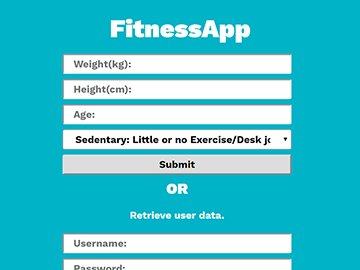 FitnessApp
Weight(kg):
Height(cm):
Age:
Sedentary: Little or no Exercise/Desk
Submit
OR
Retrieve user data.
Username:
Password: